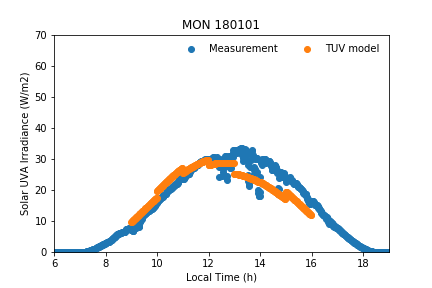 MON 180101
Measurement
TUV model
Solar UVA Irradiance (W/m2)
70
60
50
40
30
20
10
0
6 8 10 12 14 16 18
Local Time (h)